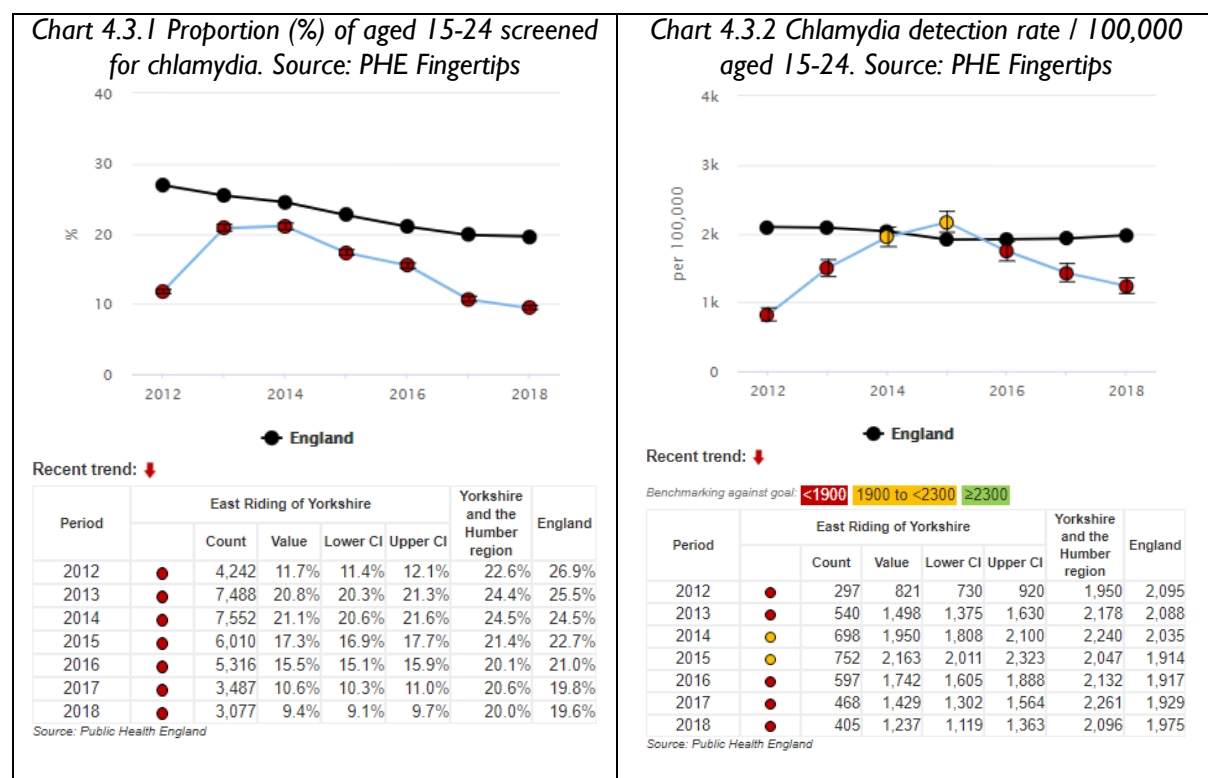 Chart 4.3.1 Proportion (%) of aged 15-24 screened
for chlamydia. Source: PHE Fingertips
40
30
%
20
10
0
2012 2014 2016 2018
England
Recent trend:
Period East Riding of Yorkshire Yorkshire and the Humber region England
Count Value Lower CI Upper CI
2012 4,242 11.7% 11.4% 12.1% 22.6% 26.9%
2013 7,488 20.8% 20.3% 21.3% 24.4% 25.5%
2014 7,552 21.1% 20.6% 21.6% 24.5% 24.5%
2015 6,010 17.3% 16.9% 17.7% 21.4% 22.7%
2016 5,316 15.5% 15.1% 15.9% 20.1% 21.0%
2017 3,487 10.6% 10.3% 11.0% 20.6% 19.8%
2018 3,077 9.4% 9.1% 9.7% 20.0% 19.6%
Source: Public Health England
Chart 4.3.2 Chlamydia detection rate / 100,000
aged 15-24. Source: PHE Fingertips
4k
3k
per 100,000
2k
1k
0
2012 2014 2016 2018
England
Recent trend:
Benchmarking against goal: <1900 1900 to <2300 ≥2300
Period East Riding of Yorkshire Yorkshire and the Humber region England
Count Value Lower CI Upper CI
2012 297 821 730 920 1,950 2,095
2013 540 1,498 1,375 1,630 2,178 2,088
2014 698 1,950 1,808 2,100 2,240 2,035
2015 752 2,163 2,011 2,323 2,047 1,914
2016 597 1,742 1,605 1,888 2,132 1,917
2017 468 1,429 1,302 1,564 2,261 1,929
2018 405 1,237 1,119 1,363 2,096 1,975
Source: Public Health England